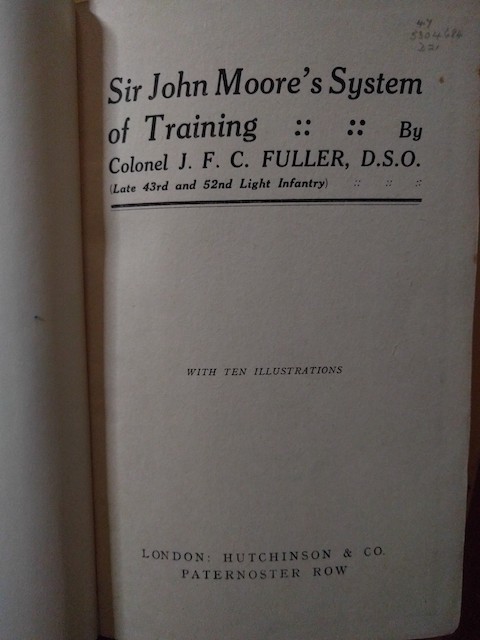 Sir John Moore's System
of Training :: :: By
Colonel J. F. C. FULLER, D.S.O.
(Late 43rd and 52nd Light Infantry) :: :: ::
WITH TEN ILLUSTRATIONS
LONDON: HUTCHINSON & CO.
PATERNOSTER ROW